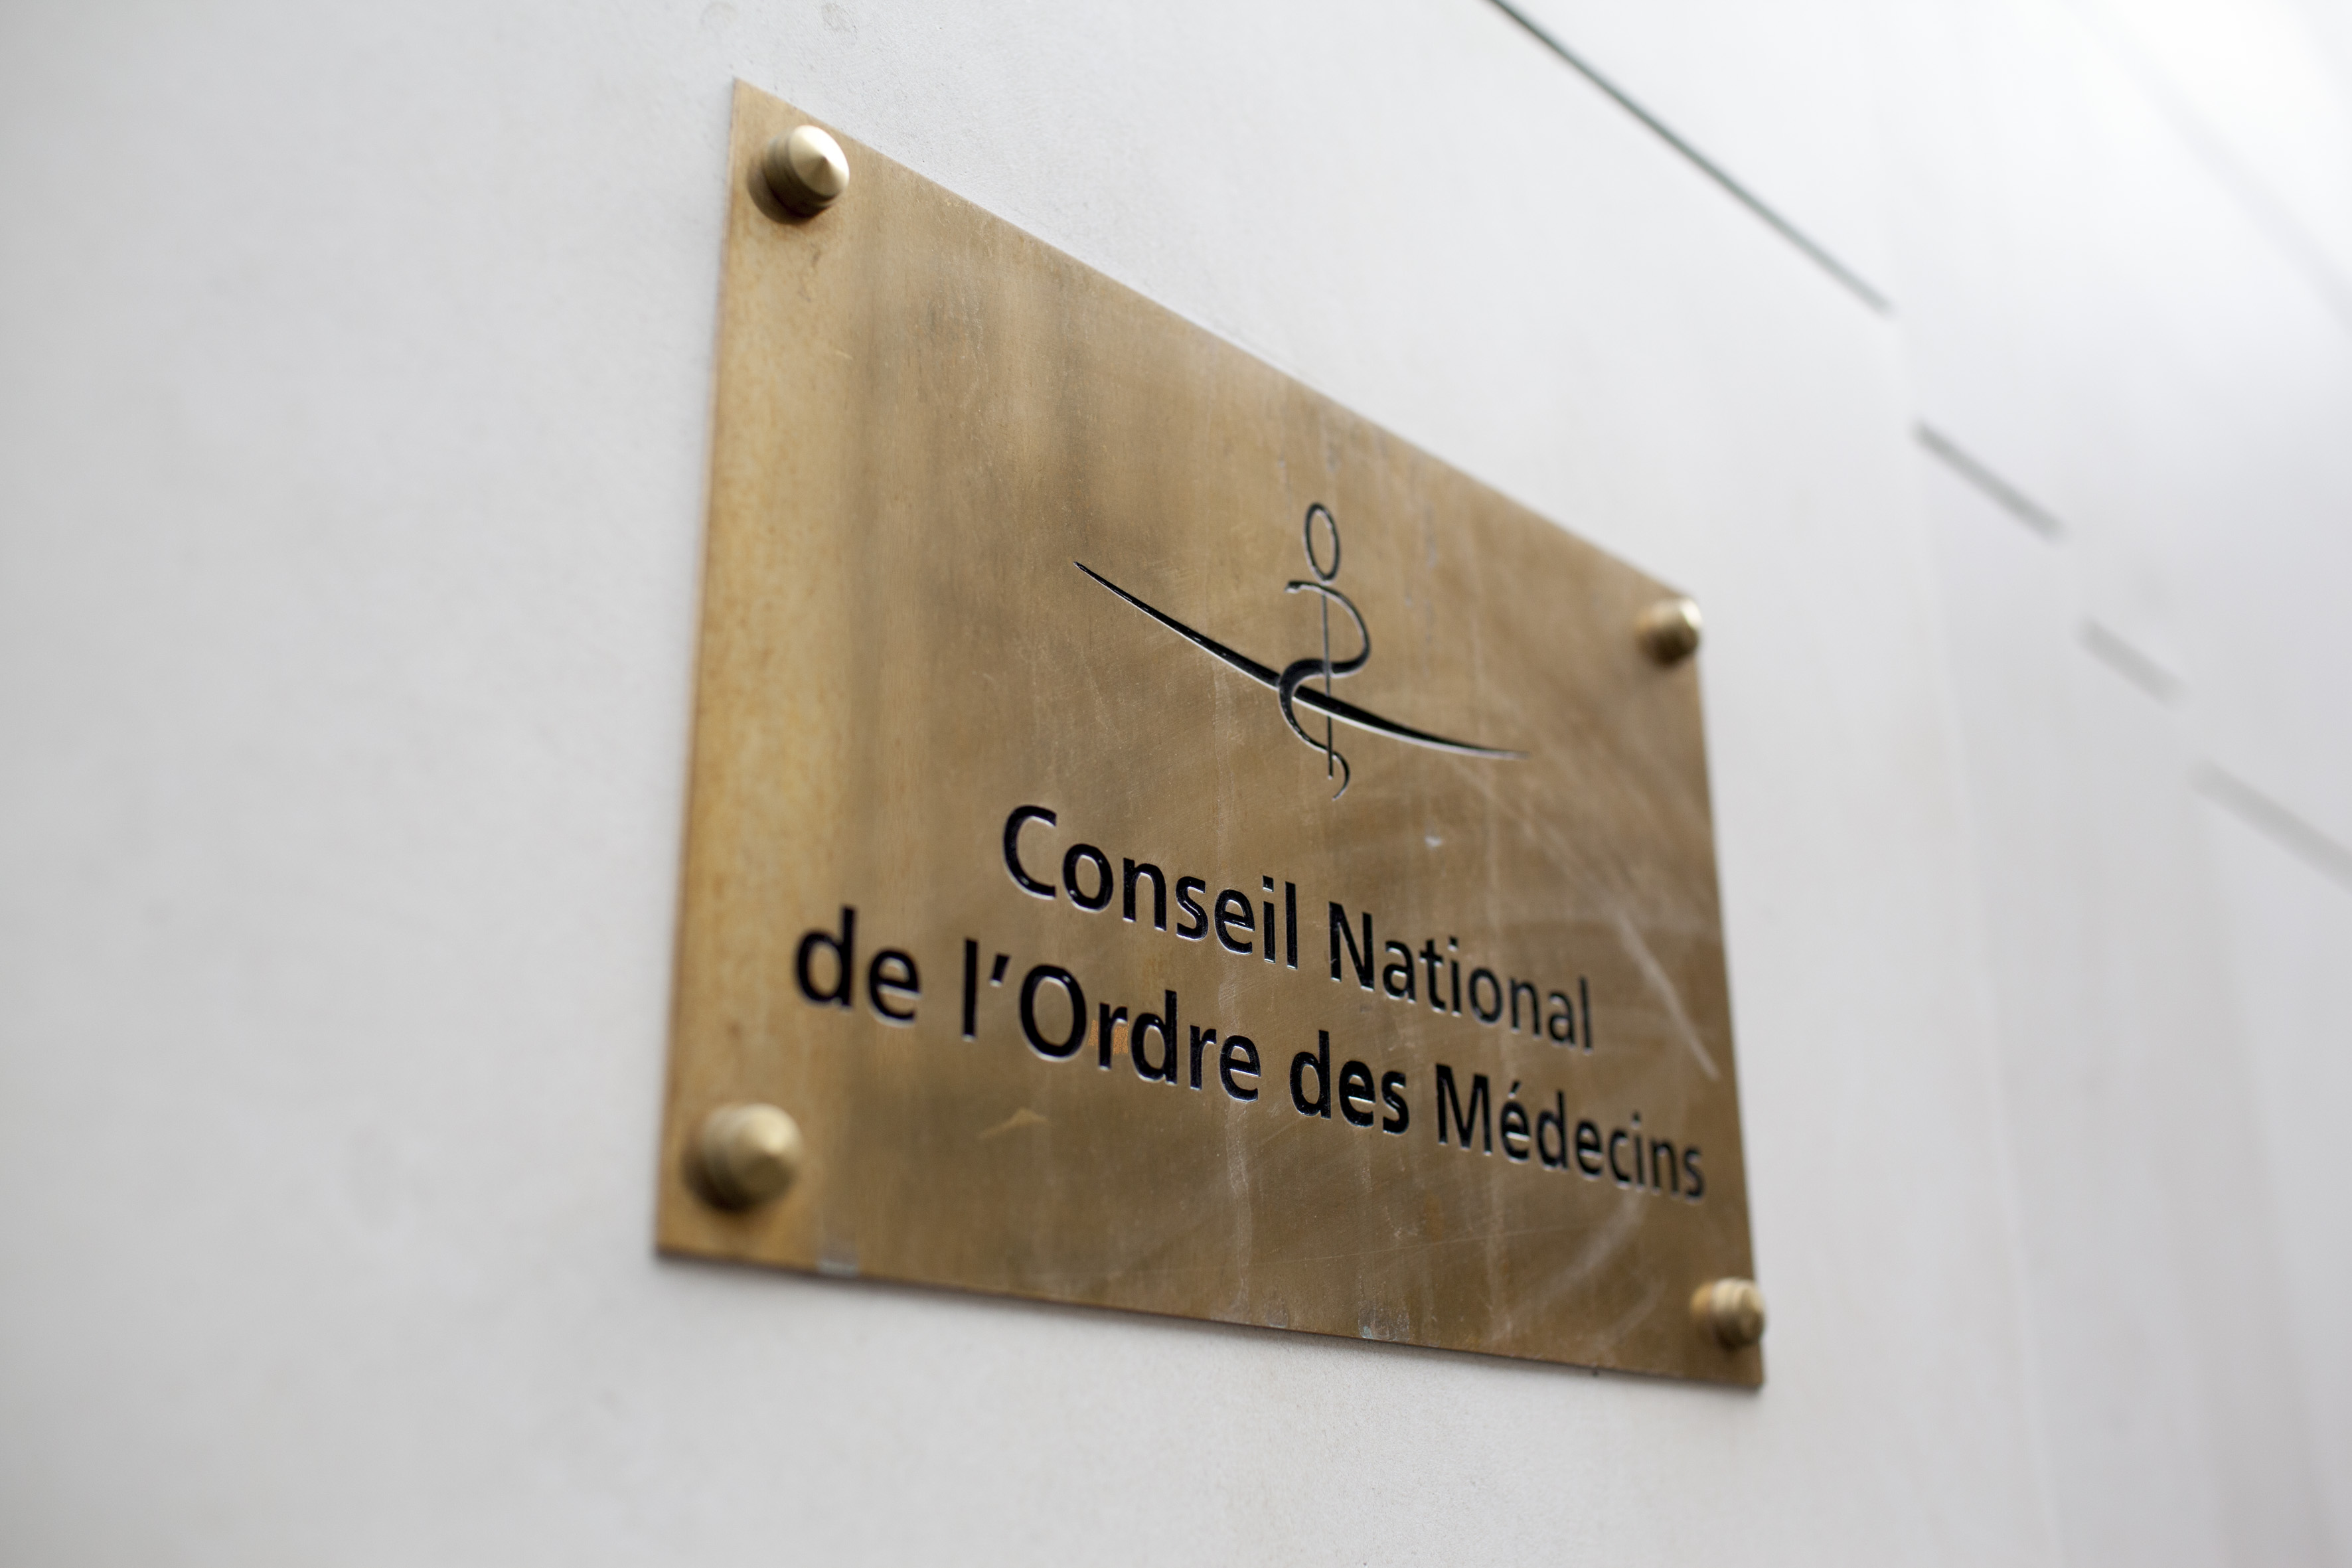 Conseil National
de l'Ordre des Médecins